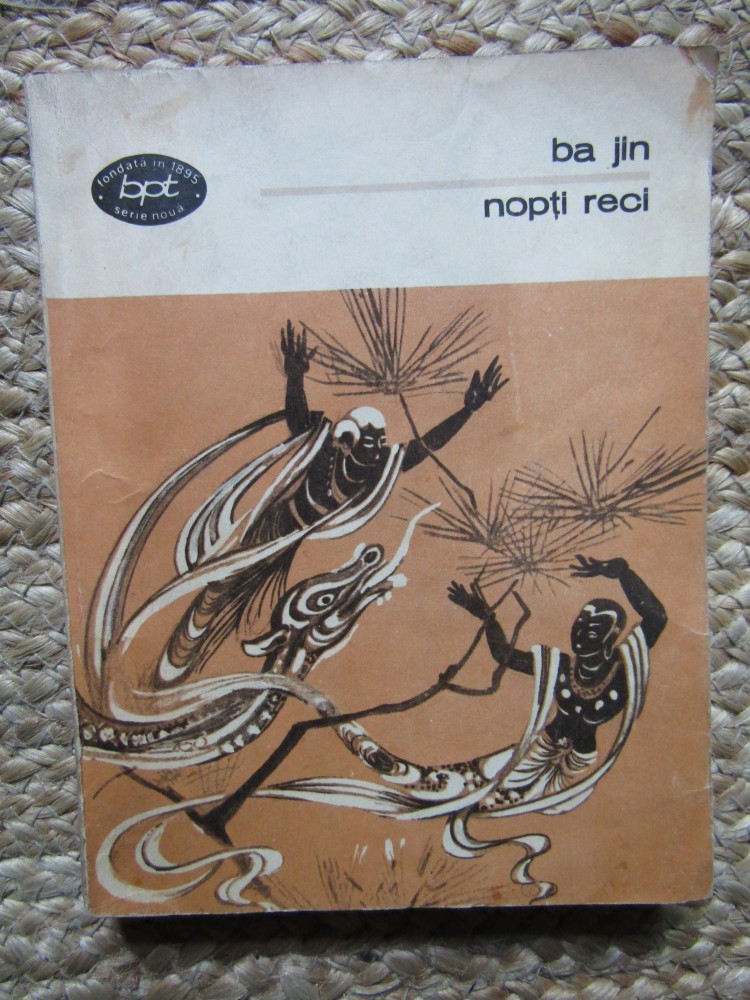 fondată în 1895
bpt
serie nouă
ba jin
nopți reci